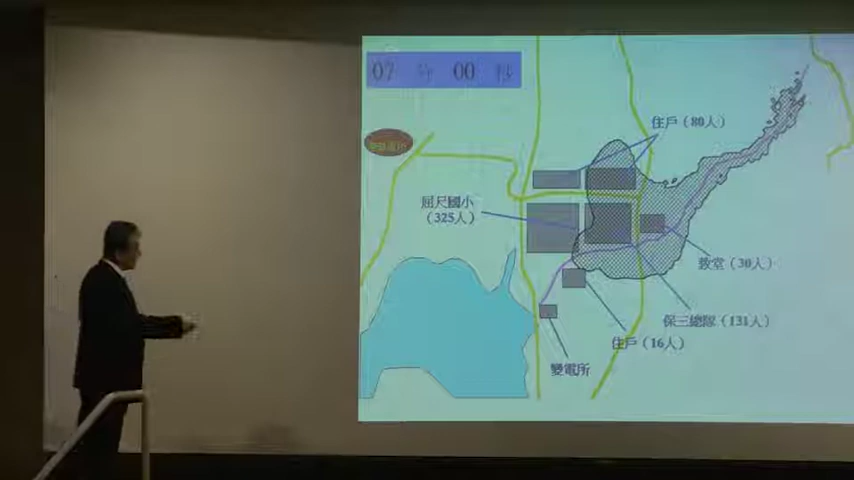 07 分 00 秒
住戶（80人）
屈尺國小
（325人）
教堂（30人）
保三總隊（131人）
住戶（16人）
變電所